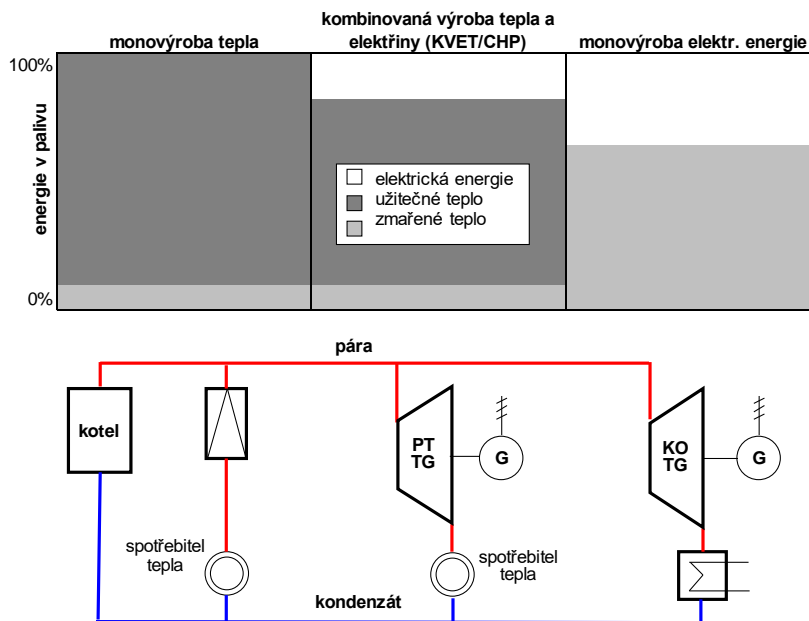 kombinovaná výroba tepla a
monovýroba tepla
elektřiny (KVET/CHP)
monovýroba elektr. energie
100%
energie v palivu
0%
elektrická energie
užitečné teplo
zmařené teplo
pára
kotel
PT
TG
G
KO
TG
G
spotřebitel
tepla
spotřebitel
tepla
kondenzát